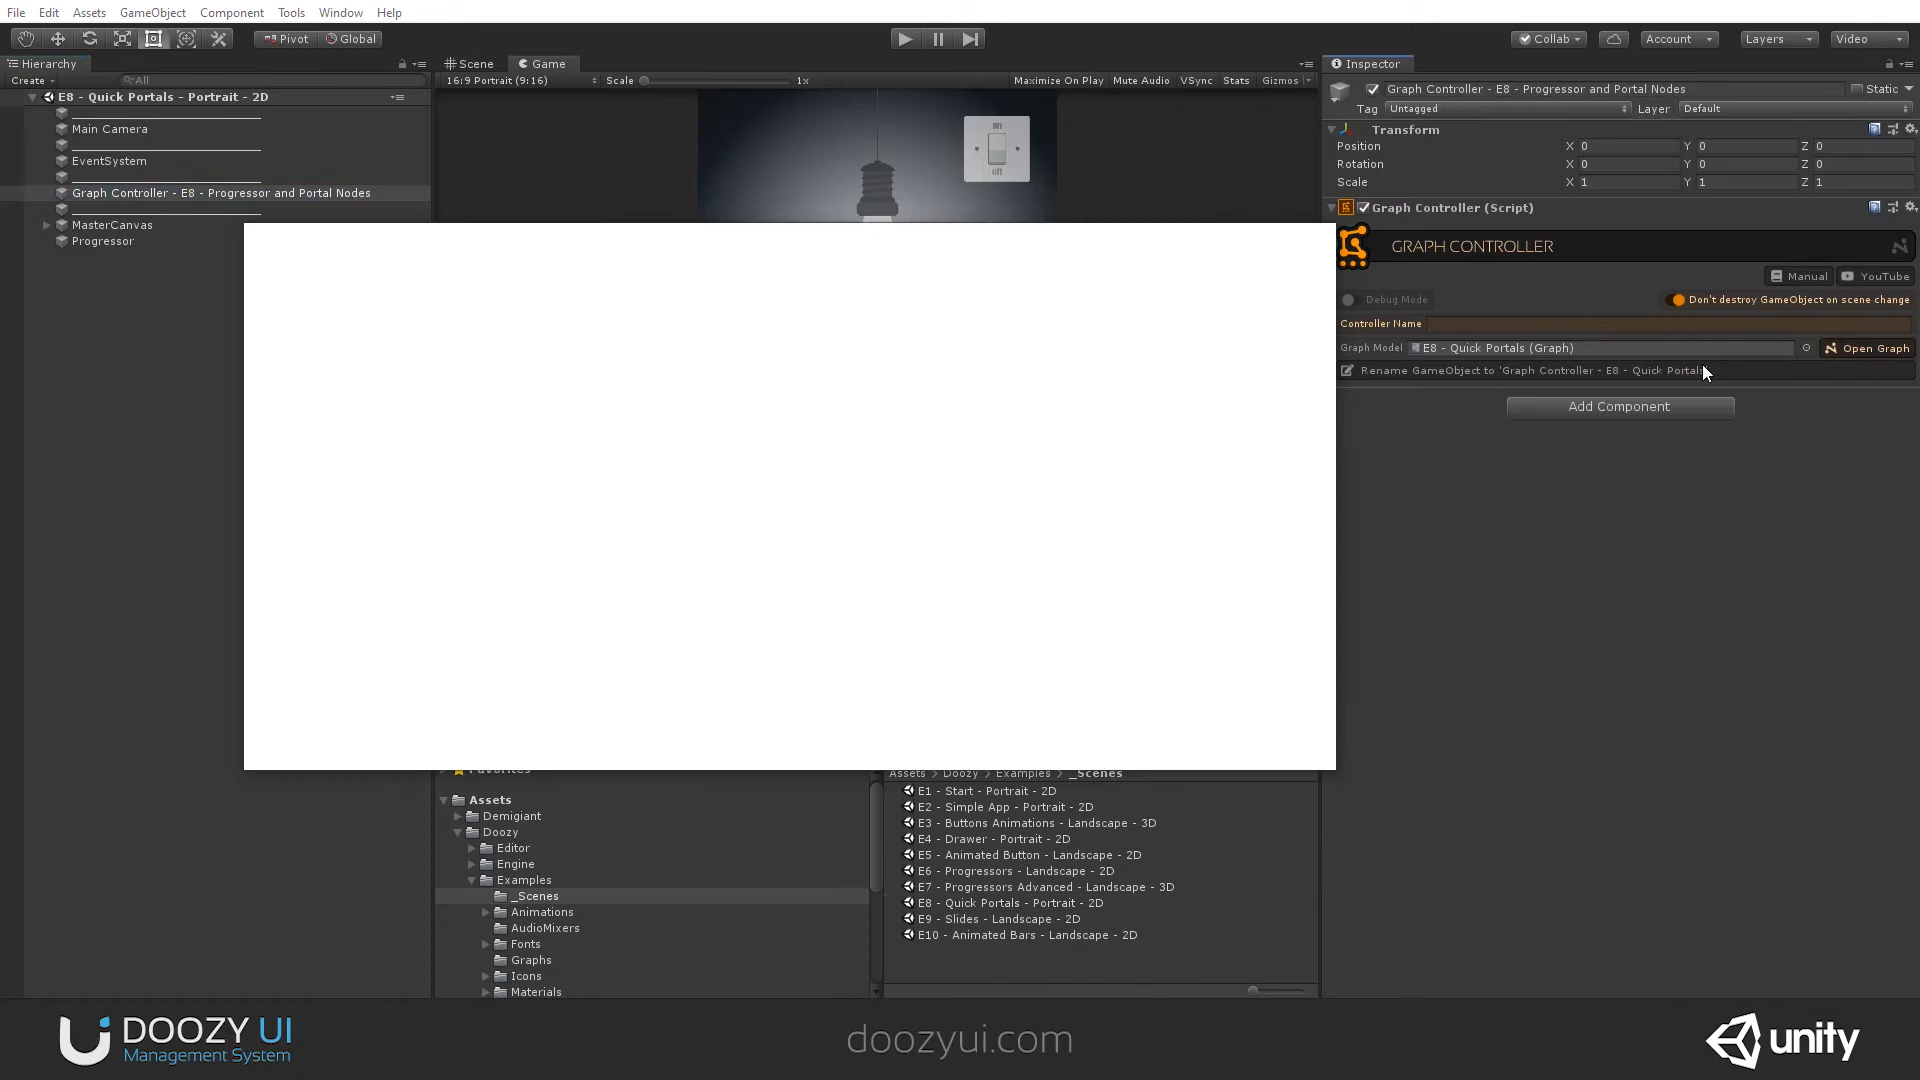 File Edit Assets GameObject Component Tools Window Help
Pivot Global
Collab Account Layers Video
Hierarchy
Create All
E8 - Quick Portals - Portrait - 2D
Main Camera
EventSystem
Graph Controller - E8 - Progressor and Portal Nodes
MasterCanvas
Progressor
Scene Game
16:9 Portrait (9:16) Scale 1x Maximize On Play Mute Audio VSync Stats Gizmos
on
off
Inspector
Graph Controller - E8 - Progressor and Portal Nodes Static
Tag Untagged Layer Default
Transform
Position X 0 Y 0 Z 0
Rotation X 0 Y 0 Z 0
Scale X 1 Y 1 Z 1
Graph Controller (Script)
GRAPH CONTROLLER
Manual YouTube
Debug Mode Don't destroy GameObject on scene change
Controller Name
Graph Model E8 - Quick Portals (Graph) Open Graph
Rename GameObject to 'Graph Controller - E8 - Quick Portals
Add Component
Favorites
Assets
Demigiant
Doozy
Editor
Engine
Examples
_Scenes
Animations
AudioMixers
Fonts
Graphs
Icons
Materials
Assets > Doozy > Examples > _Scenes
E1 - Start - Portrait - 2D
E2 - Simple App - Portrait - 2D
E3 - Buttons Animations - Landscape - 3D
E4 - Drawer - Portrait - 2D
E5 - Animated Button - Landscape - 2D
E6 - Progressors - Landscape - 2D
E7 - Progressors Advanced - Landscape - 3D
E8 - Quick Portals - Portrait - 2D
E9 - Slides - Landscape - 2D
E10 - Animated Bars - Landscape - 2D
DOOZY UI
Management System
doozyui.com
unity